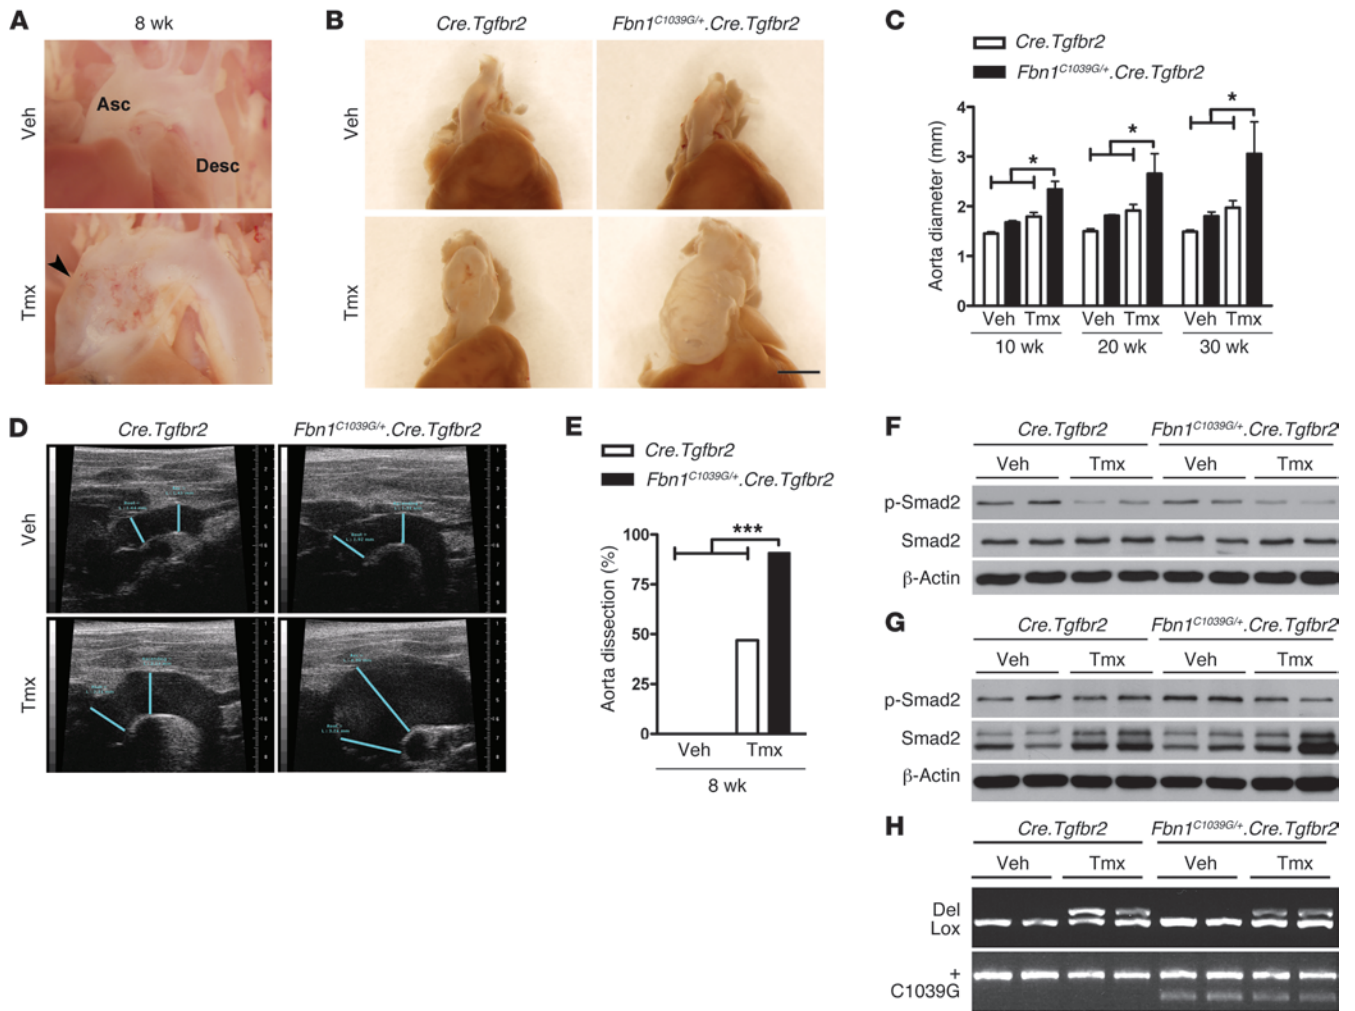 A
8 wk
Veh
Asc
Desc
Tmx
B
Cre.Tgfbr2
Fbn1C1039G/+.Cre.Tgfbr2
Veh
Tmx
C
Cre.Tgfbr2
Fbn1C1039G/+.Cre.Tgfbr2
Aorta diameter (mm)
4
3
2
1
0
*
*
*
Veh Tmx
Veh Tmx
Veh Tmx
10 wk
20 wk
30 wk
D
Cre.Tgfbr2
Fbn1C1039G/+.Cre.Tgfbr2
Veh
Tmx
E
Cre.Tgfbr2
Fbn1C1039G/+.Cre.Tgfbr2
Aorta dissection (%)
100
75
50
25
0
***
Veh
Tmx
8 wk
F
Cre.Tgfbr2
Fbn1C1039G/+.Cre.Tgfbr2
Veh
Tmx
Veh
Tmx
p-Smad2
Smad2
β-Actin
G
Cre.Tgfbr2
Fbn1C1039G/+.Cre.Tgfbr2
Veh
Tmx
Veh
Tmx
p-Smad2
Smad2
β-Actin
H
Cre.Tgfbr2
Fbn1C1039G/+.Cre.Tgfbr2
Veh
Tmx
Veh
Tmx
Del
Lox
+
C1039G